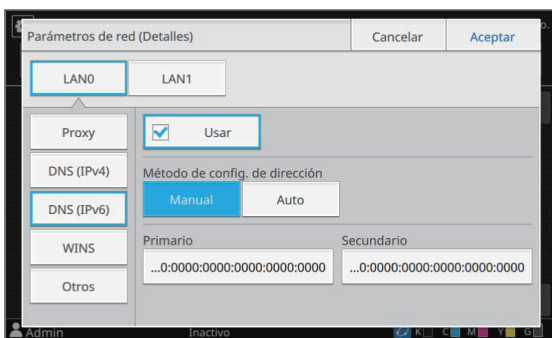 Parámetros de red (Detalles)
Cancelar
Aceptar
LAN0
LAN1
Proxy
DNS (IPv4)
DNS (IPv6)
WINS
Otros
Usar
Método de config. de dirección
Manual
Auto
Primario
Secundario
...0:0000:0000:0000:0000:0000
...0:0000:0000:0000:0000:0000
Admin
Inactivo
K C M Y G